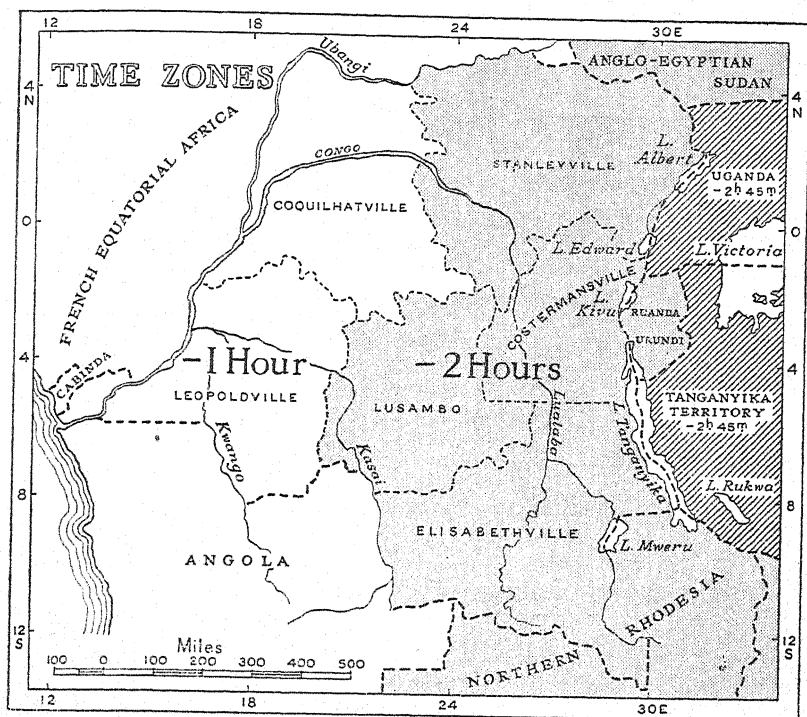 12
18
24
30E
TIME ZONES
Ubangi
ANGLO-EGYPTIAN
SUDAN
4
N
4
N
FRENCH EQUATORIAL AFRICA
CONGO
STANLEYVILLE
L.
Albert
UGANDA
-2h 45m
COQUILHATVILLE
0
0
L. Edward
L. Victoria
COSTERMANSVILLE
L.
Kivu
RUANDA
URUNDI
4
4
CABINDA
-1 Hour
-2 Hours
LEOPOLDVILLE
LUSAMBO
TANGANYIKA
TERRITORY
-2h 45m
Kwango
Kasai
Lualaba
L. Tanganyika
L. Rukwa
8
8
ANGOLA
ELISABETHVILLE
L. Mweru
RHODESIA
NORTHERN
12
S
12
S
Miles
100 0 100 200 300 400 500
12
18
24
30E